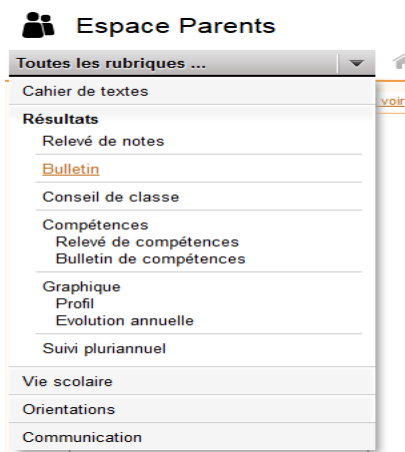 Espace Parents
Toutes les rubriques ...
Cahier de textes
voir
Résultats
Relevé de notes
Bulletin
Conseil de classe
Compétences
Relevé de compétences
Bulletin de compétences
Graphique
Profil
Evolution annuelle
Suivi pluriannuel
Vie scolaire
Orientations
Communication